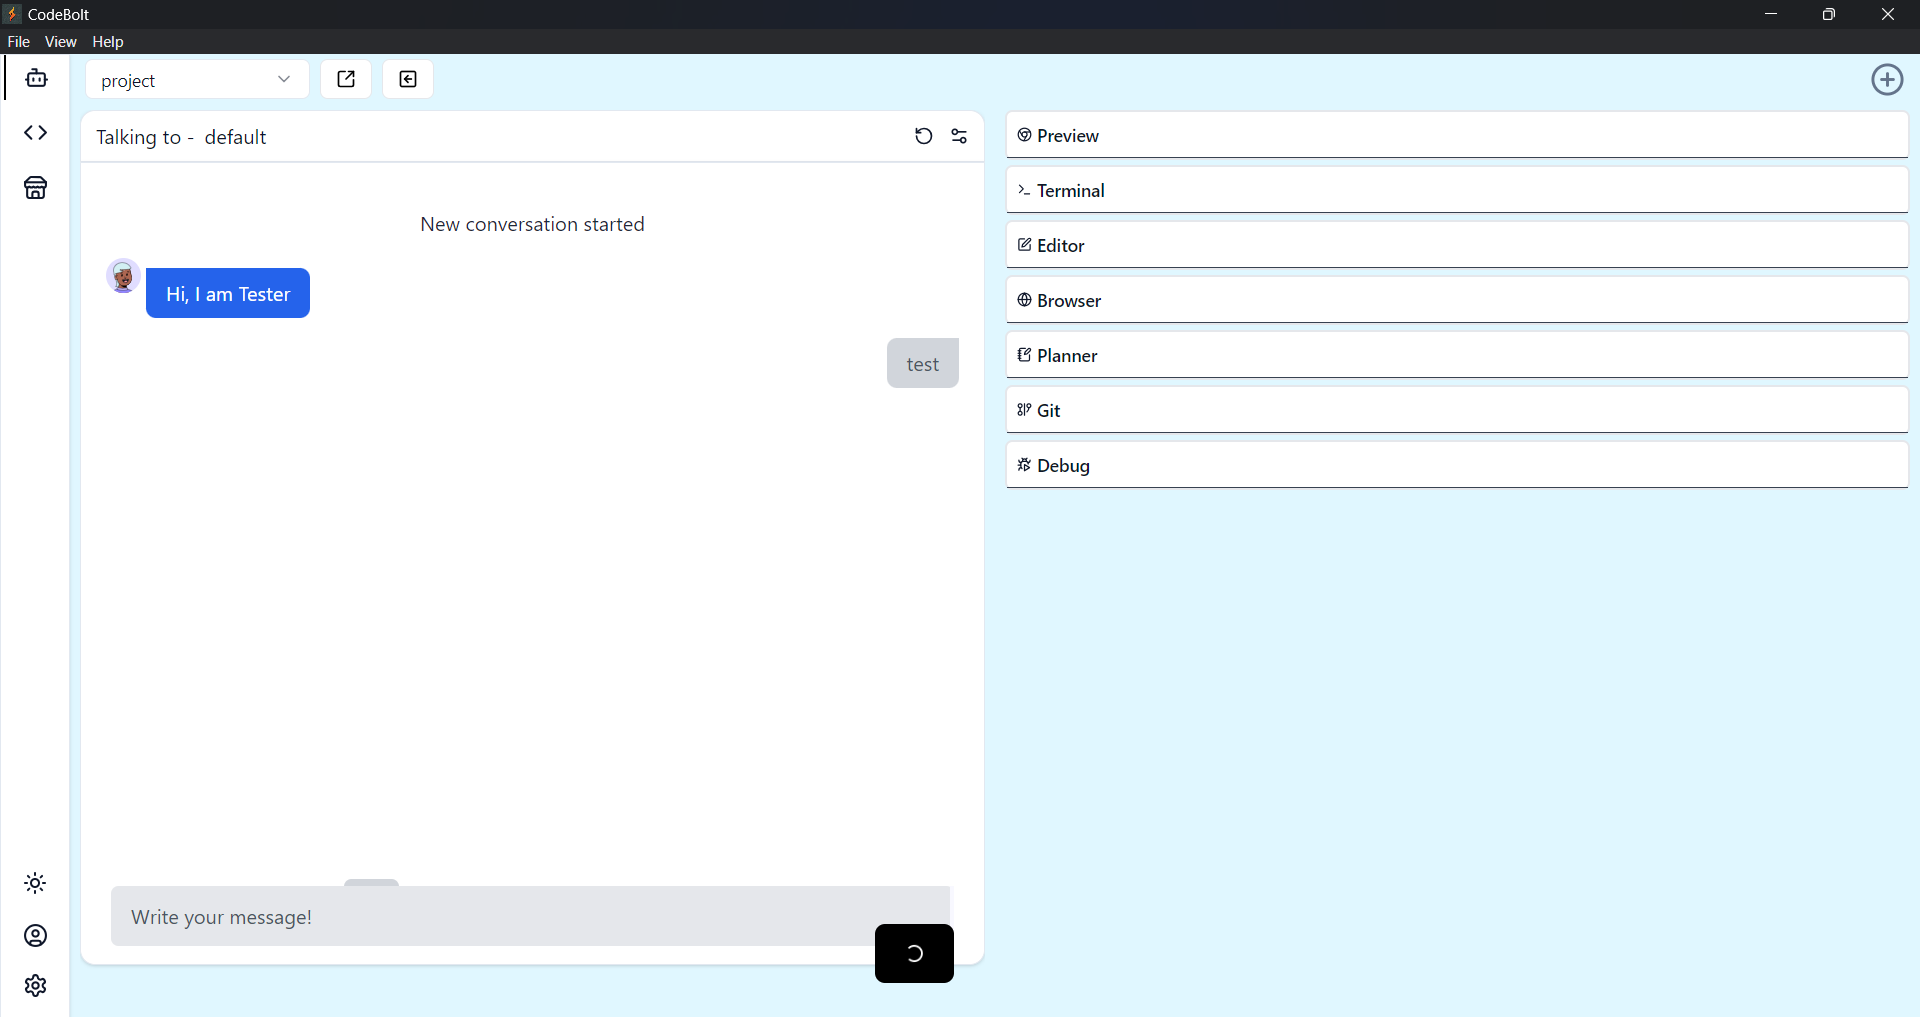 CodeBolt
File View Help
project
Talking to - default
New conversation started
Hi, I am Tester
test
Write your message!
Preview
Terminal
Editor
Browser
Planner
Git
Debug